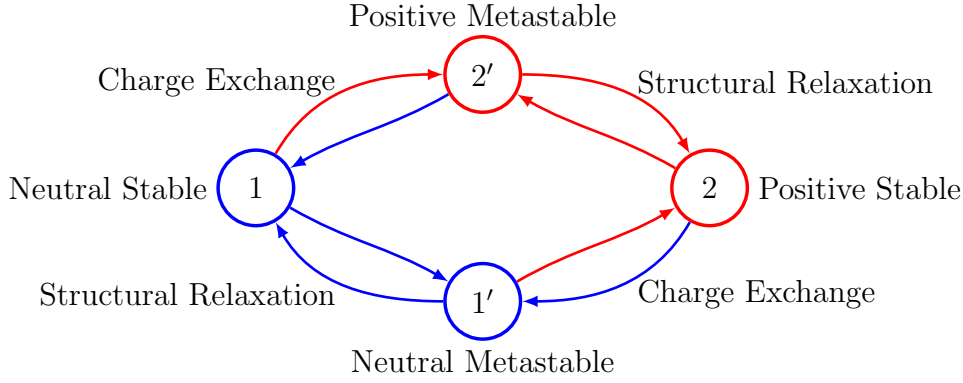 Positive Metastable
2′
Charge Exchange
Structural Relaxation
Neutral Stable
1
2
Positive Stable
Structural Relaxation
1′
Charge Exchange
Neutral Metastable